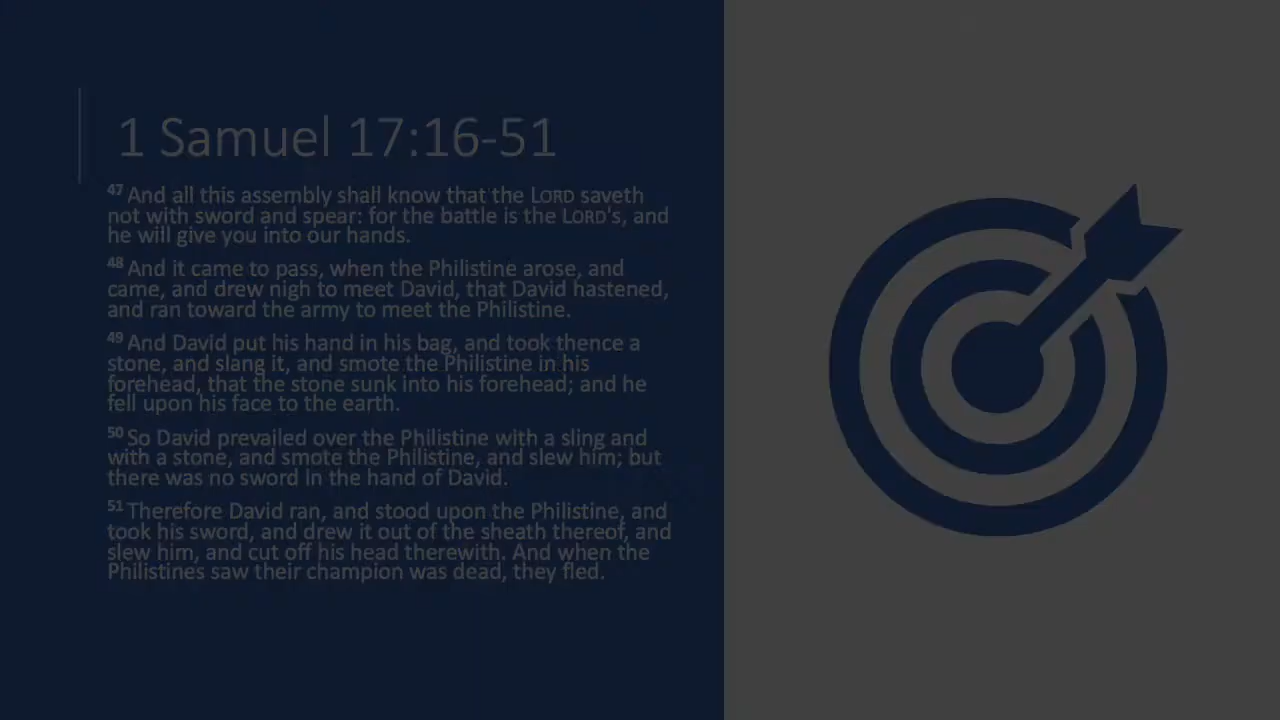 1 Samuel 17:16-51
47 And all this assembly shall know that the LORD saveth
not with sword and spear: for the battle is the LORD's, and
he will give you into our hands.
48 And it came to pass, when the Philistine arose, and
came, and drew nigh to meet David, that David hastened,
and ran toward the army to meet the Philistine.
49 And David put his hand in his bag, and took thence a
stone, and slang it, and smote the Philistine in his
forehead, that the stone sunk into his forehead; and he
fell upon his face to the earth.
50 So David prevailed over the Philistine with a sling and
with a stone, and smote the Philistine, and slew him; but
there was no sword in the hand of David.
51 Therefore David ran, and stood upon the Philistine, and
took his sword, and drew it out of the sheath thereof, and
slew him, and cut off his head therewith. And when the
Philistines saw their champion was dead, they fled.